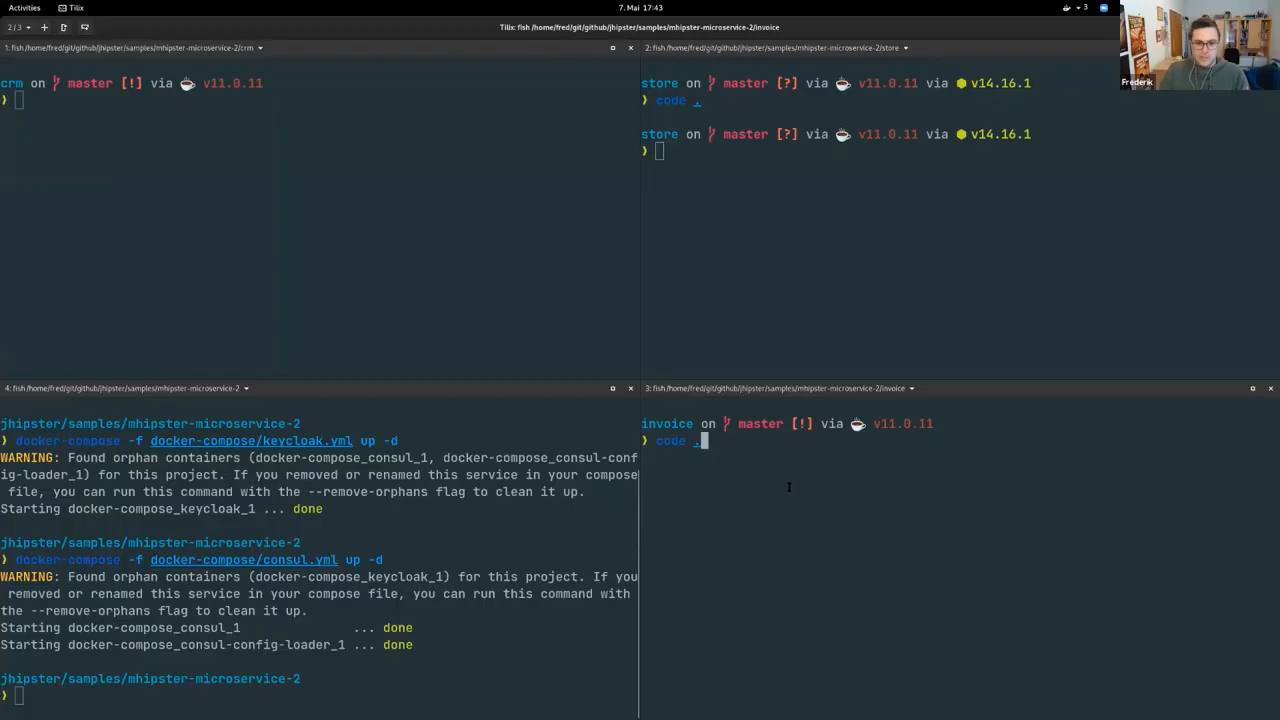 Activities
Tilix
7. Mai 17:43
3
2 / 3
Tilix: fish /home/fred/git/github/jhipster/samples/mhipster-microservice-2/invoice
1: fish /home/fred/git/github/jhipster/samples/mhipster-microservice-2/crm
crm on master [!] via v11.0.11
❯
2: fish /home/fred/git/github/jhipster/samples/mhipster-microservice-2/store
store on master [?] via v11.0.11 via v14.16.1
❯ code .
store on master [?] via v11.0.11 via v14.16.1
❯
Frederik
4: fish /home/fred/git/github/jhipster/samples/mhipster-microservice-2
jhipster/samples/mhipster-microservice-2
❯ docker-compose -f docker-compose/keycloak.yml up -d
WARNING: Found orphan containers (docker-compose_consul_1, docker-compose_consul-conf
ig-loader_1) for this project. If you removed or renamed this service in your compose
file, you can run this command with the --remove-orphans flag to clean it up.
Starting docker-compose_keycloak_1 ... done
jhipster/samples/mhipster-microservice-2
❯ docker-compose -f docker-compose/consul.yml up -d
WARNING: Found orphan containers (docker-compose_keycloak_1) for this project. If you
removed or renamed this service in your compose file, you can run this command with
the --remove-orphans flag to clean it up.
Starting docker-compose_consul_1 ... done
Starting docker-compose_consul-config-loader_1 ... done
jhipster/samples/mhipster-microservice-2
❯
3: fish /home/fred/git/github/jhipster/samples/mhipster-microservice-2/invoice
invoice on master [!] via v11.0.11
❯ code .